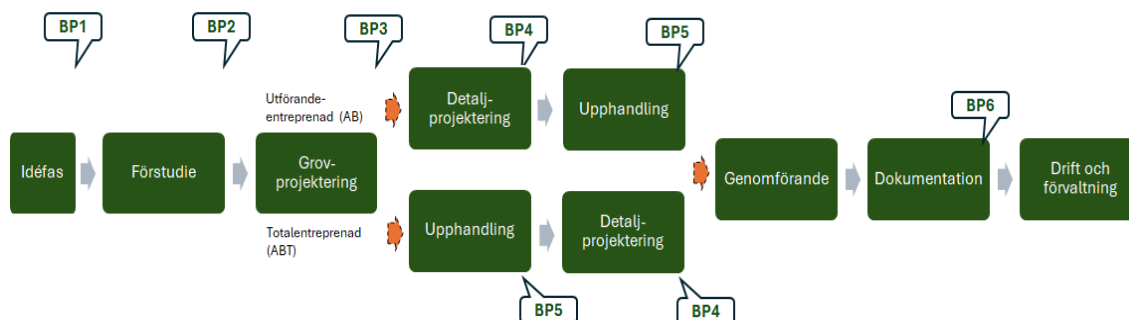 BP1
BP2
BP3
BP4
BP5
Utförande-
entreprenad (AB)
Detalj-
projektering
Upphandling
BP6
Idéfas
Förstudie
Grov-
projektering
Genomförande
Dokumentation
Drift och
förvaltning
Totalentreprenad
(ABT)
Upphandling
Detalj-
projektering
BP5
BP4